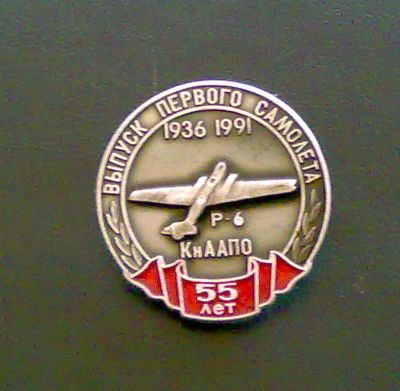 ВЫПУСК ПЕРВОГО САМОЛЕТА
1936 1991
Р-6
КнААПО
55
лет